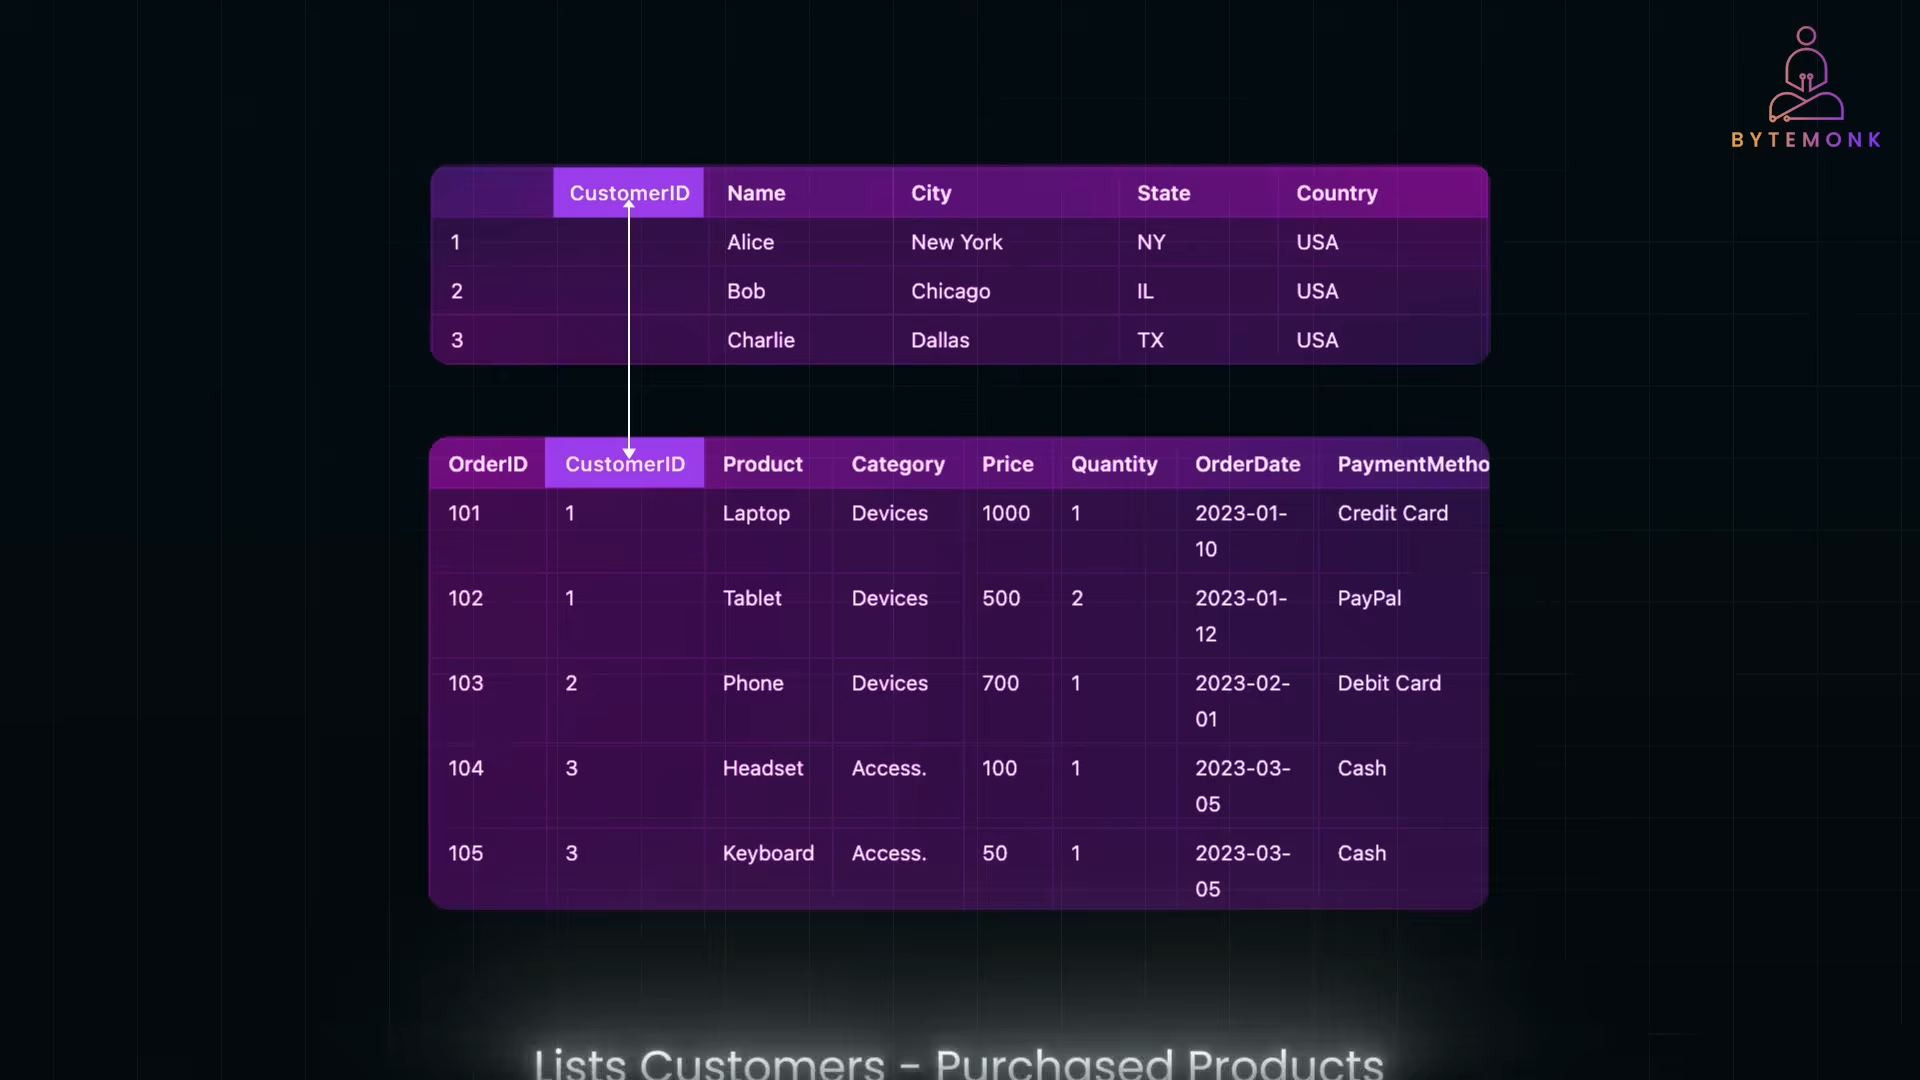 BYTEMONK
CustomerID Name City State Country
1 Alice New York NY USA
2 Bob Chicago IL USA
3 Charlie Dallas TX USA
OrderID CustomerID Product Category Price Quantity OrderDate PaymentMetho
101 1 Laptop Devices 1000 1 2023-01-10 Credit Card
102 1 Tablet Devices 500 2 2023-01-12 PayPal
103 2 Phone Devices 700 1 2023-02-01 Debit Card
104 3 Headset Access. 100 1 2023-03-05 Cash
105 3 Keyboard Access. 50 1 2023-03-05 Cash
Lists Customers - Purchased Products